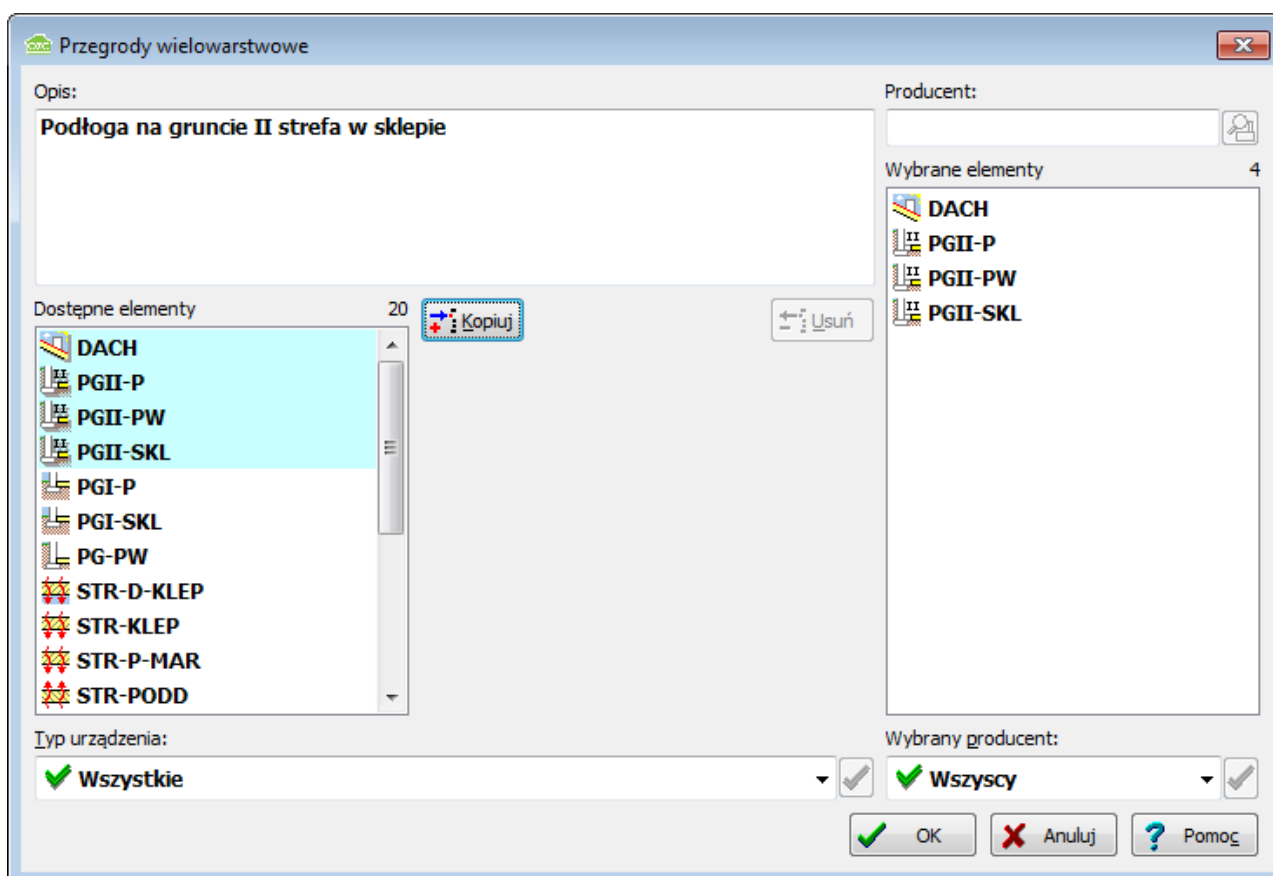 Przegrody wielowarstwowe
Opis:
Podłoga na gruncie II strefa w sklepie
Producent:
Wybrane elementy 4
DACH
PGII-P
PGII-PW
PGII-SKL
Dostępne elementy 20
Kopiuj
Usuń
DACH
PGII-P
PGII-PW
PGII-SKL
PGI-P
PGI-SKL
PG-PW
STR-D-KLEP
STR-KLEP
STR-P-MAR
STR-PODD
Typ urządzenia:
Wszystkie
Wybrany producent:
Wszyscy
OK
Anuluj
Pomoc